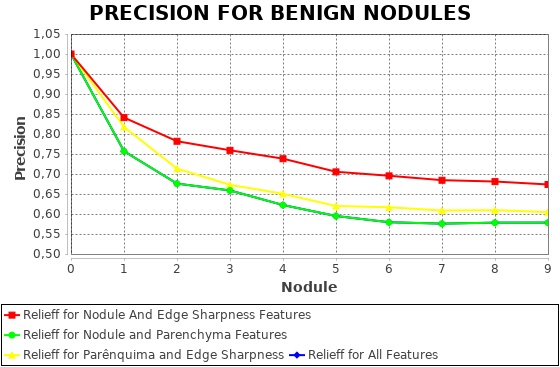 PRECISION FOR BENIGN NODULES
1,05
1,00
0,95
0,90
0,85
0,80
0,75
0,70
0,65
0,60
0,55
0,50
Precision
0 1 2 3 4 5 6 7 8 9
Nodule
Relieff for Nodule And Edge Sharpness Features
Relieff for Nodule and Parenchyma Features
Relieff for Parênquima and Edge Sharpness Relieff for All Features